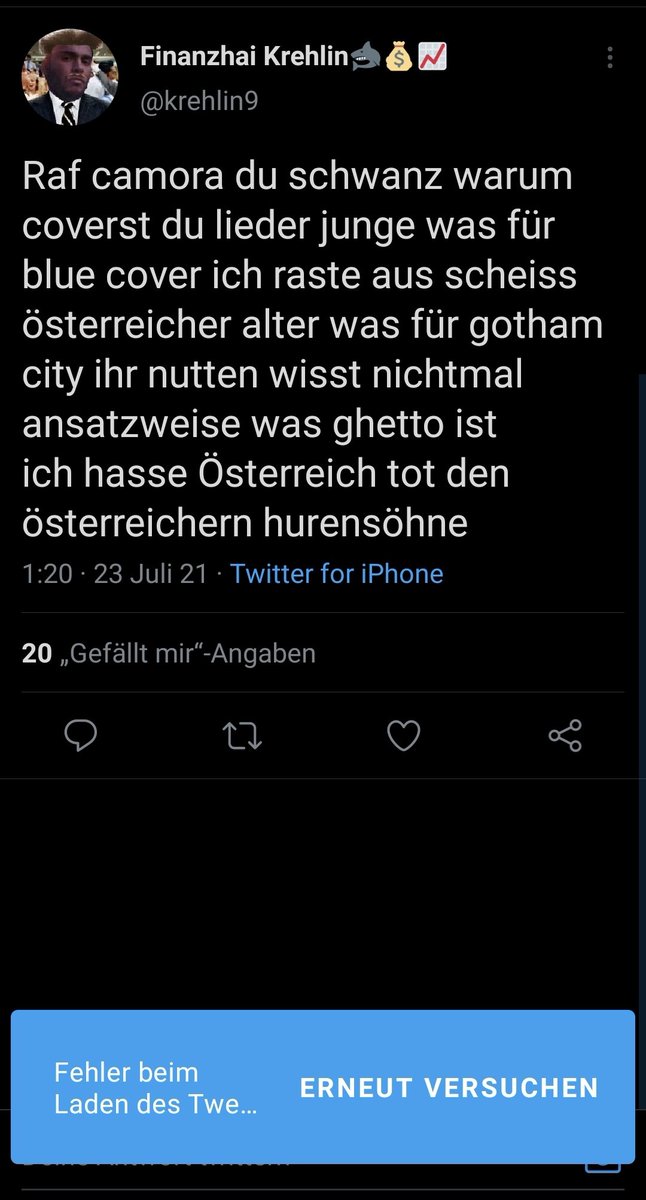 Finanzhai Krehlin🦈💰📈
@krehlin9
Raf camora du schwanz warum
coverst du lieder junge was für
blue cover ich raste aus scheiss
österreicher alter was für gotham
city ihr nutten wisst nichtmal
ansatzweise was ghetto ist
ich hasse Österreich tot den
österreichern hurensöhne
1:20 · 23 Juli 21 · Twitter for iPhone
20 „Gefällt mir“-Angaben
Fehler beim
Laden des Twe…
ERNEUT VERSUCHEN